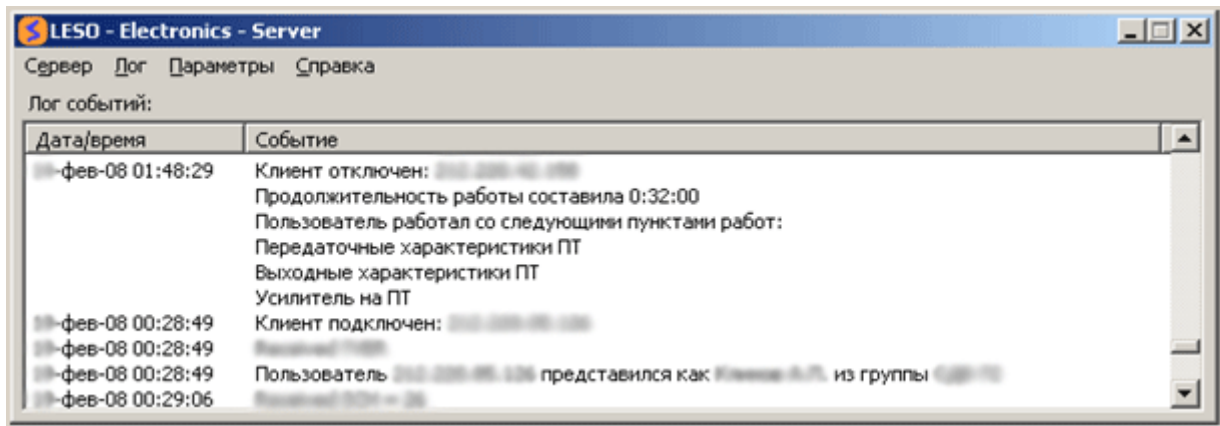 LESO - Electronics - Server
Сервер Лог Параметры Справка
Лог событий:
Дата/время Событие
-фев-08 01:48:29 Клиент отключен:
Продолжительность работы составила 0:32:00
Пользователь работал со следующими пунктами работ:
Передаточные характеристики ПТ
Выходные характеристики ПТ
Усилитель на ПТ
-фев-08 00:28:49 Клиент подключен:
-фев-08 00:28:49
-фев-08 00:28:49 Пользователь представился как из группы
-фев-08 00:29:06